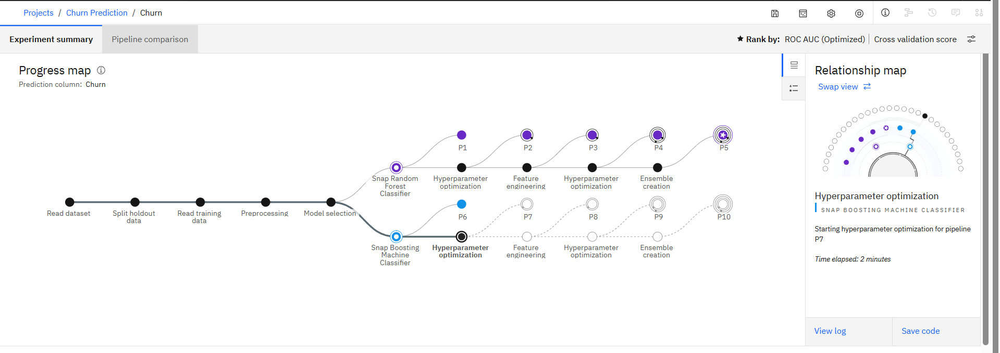 Projects / Churn Prediction / Churn
Experiment summary
Pipeline comparison
Rank by: ROC AUC (Optimized) | Cross validation score
Progress map
Prediction column: Churn
P1
P2
P3
P4
P5
Snap Random
Forest
Classifier
Hyperparameter
optimization
Feature
engineering
Hyperparameter
optimization
Ensemble
creation
Read dataset
Split holdout
data
Read training
data
Preprocessing
Model selection
P6
P7
P8
P9
P10
Snap Boosting
Machine
Classifier
Hyperparameter
optimization
Feature
engineering
Hyperparameter
optimization
Ensemble
creation
Relationship map
Swap view
Hyperparameter optimization
SNAP BOOSTING MACHINE CLASSIFIER
Starting hyperparameter optimization for pipeline
P7
Time elapsed: 2 minutes
View log
Save code